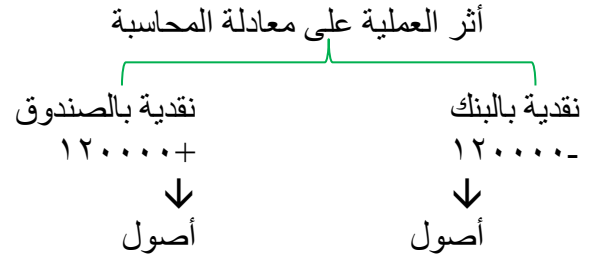 أثر العملية على معادلة المحاسبة
نقدية بالبنك نقدية بالصندوق
-١٢٠٠٠٠ +١٢٠٠٠٠
↓ ↓
أصول أصول